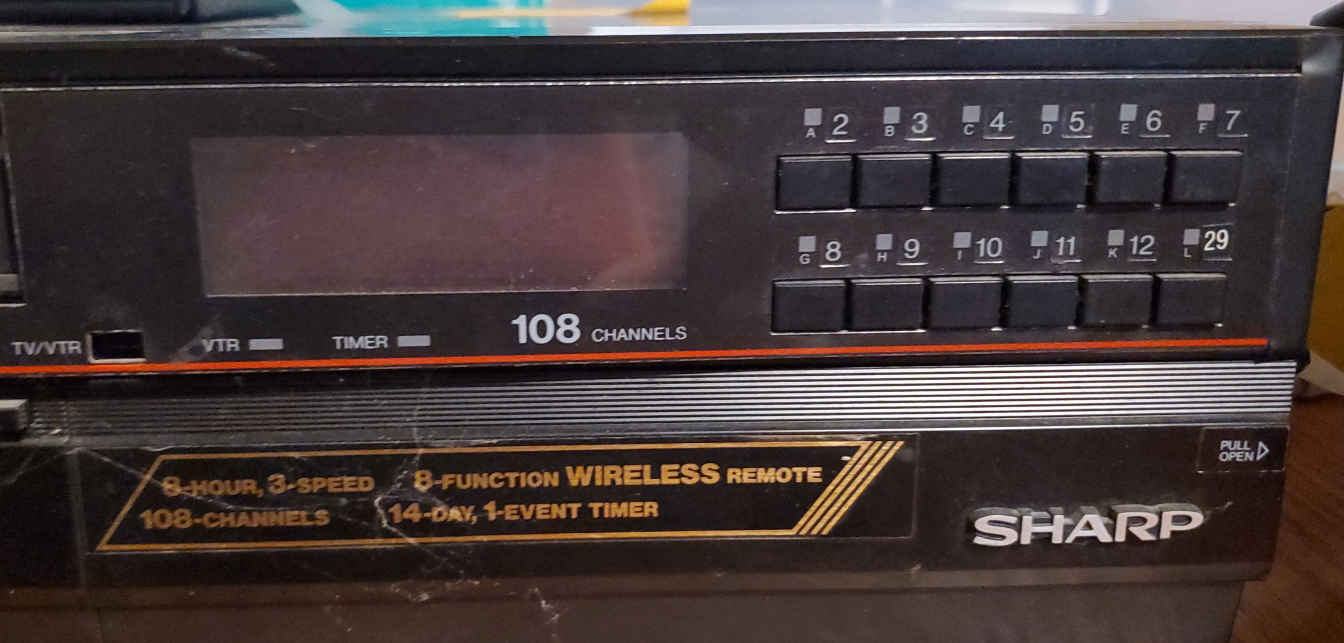 A 2 B 3 C 4 D 5 E 6 F 7
G 8 H 9 I 10 J 11 K 12 L 29
TV/VTR VTR TIMER 108 CHANNELS
8-HOUR, 3-SPEED 8-FUNCTION WIRELESS REMOTE
108-CHANNELS 14-DAY, 1-EVENT TIMER
PULL
OPEN
SHARP